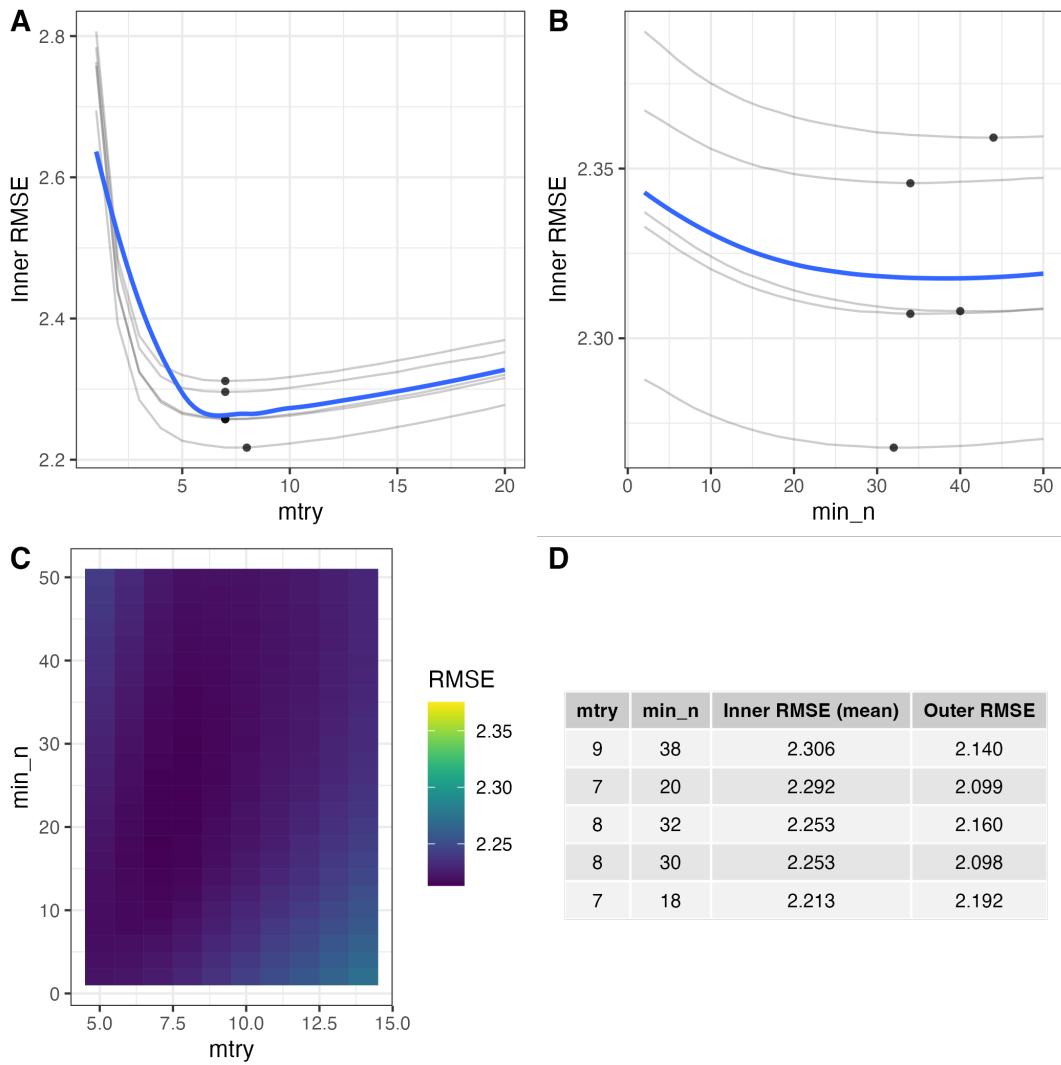 A
2.8
2.6
2.4
2.2
Inner RMSE
5
10
15
20
mtry
B
2.35
2.30
Inner RMSE
0
10
20
30
40
50
min_n
C
50
40
30
20
10
0
min_n
5.0
7.5
10.0
12.5
15.0
mtry
RMSE
2.35
2.30
2.25
D
mtry min_n Inner RMSE (mean) Outer RMSE
9 38 2.306 2.140
7 20 2.292 2.099
8 32 2.253 2.160
8 30 2.253 2.098
7 18 2.213 2.192